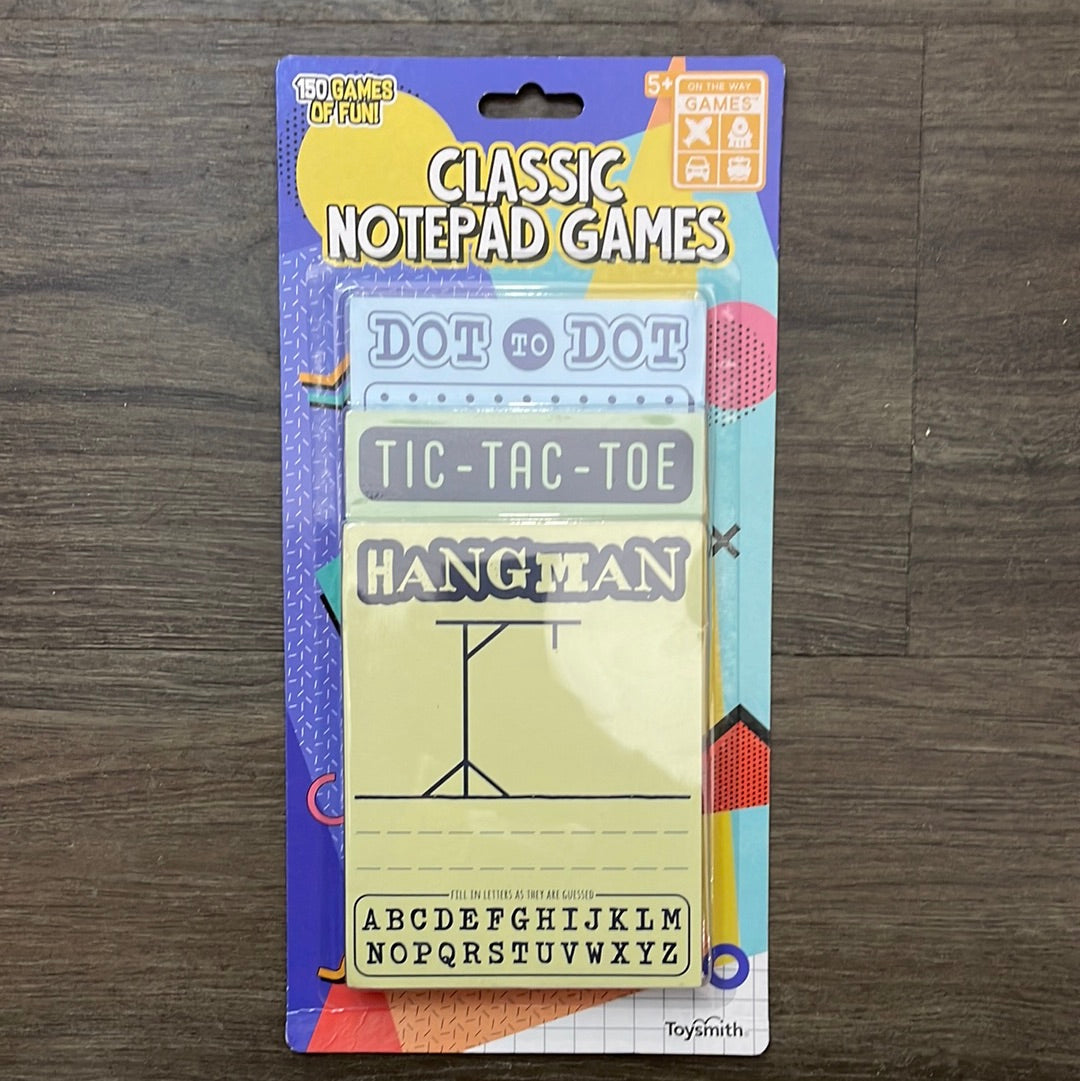 150 GAMES
OF FUN!
5+
ON THE WAY
GAMES™
CLASSIC
NOTEPAD GAMES
DOT TO DOT
TIC-TAC-TOE
HANGMAN
FILL IN LETTERS AS THEY ARE GUESSED
ABCDEFGHIJKLM
NOPQRSTUVWXYZ
Toysmith